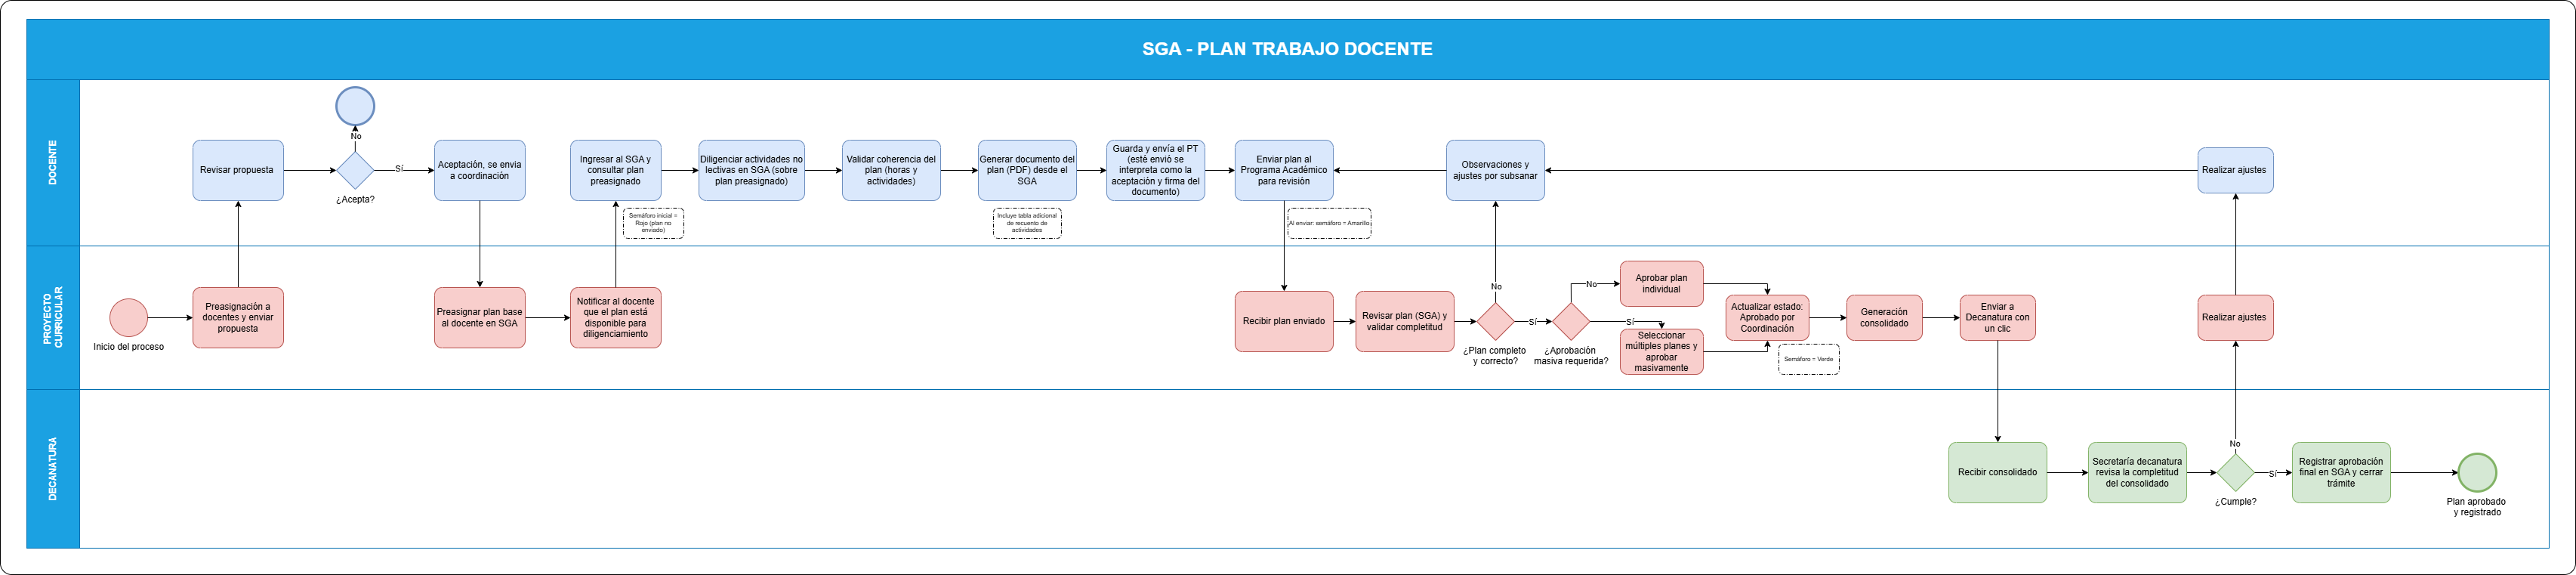 SGA - PLAN TRABAJO DOCENTE
DOCENTE
Revisar propuesta
No
¿Acepta?
Sí
Aceptación, se envia
a coordinación
Ingresar al SGA y
consultar plan
preasignado
Semáforo inicial =
Rojo (plan no
enviado)
Diligenciar actividades no
lectivas en SGA (sobre
plan preasignado)
Validar coherencia del
plan (horas y
actividades)
Generar documento del
plan (PDF) desde el
SGA
Incluye tabla adicional
de recuento de
actividades
Guarda y envía el PT
(esté envió se
interpreta como la
aceptación y firma del
documento)
Enviar plan al
Programa Académico
para revisión
Al enviar: semáforo = Amarillo
Observaciones y
ajustes por subsanar
Realizar ajustes
PROYECTO
CURRICULAR
Inicio del proceso
Preasignación a
docentes y enviar
propuesta
Preasignar plan base
al docente en SGA
Notificar al docente
que el plan está
disponible para
diligenciamiento
Recibir plan enviado
Revisar plan (SGA) y
validar completitud
No
¿Plan completo
y correcto?
Sí
¿Aprobación
masiva requerida?
No
Aprobar plan
individual
Sí
Seleccionar
múltiples planes y
aprobar
masivamente
Actualizar estado:
Aprobado por
Coordinación
Semáforo = Verde
Generación
consolidado
Enviar a
Decanatura con
un clic
Realizar ajustes
DECANATURA
Recibir consolidado
Secretaría decanatura
revisa la completitud
del consolidado
No
¿Cumple?
Sí
Registrar aprobación
final en SGA y cerrar
trámite
Plan aprobado
y registrado